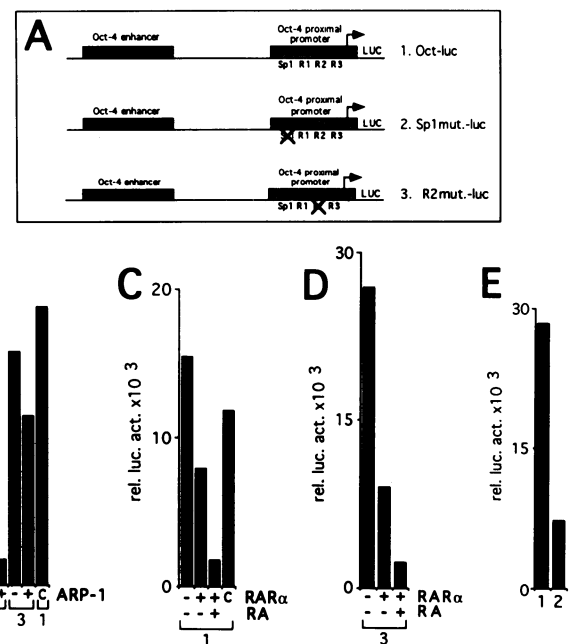 A
Oct-4 enhancer
Oct-4 proximal promoter
LUC
Sp1 R1 R2 R3
1. Oct-luc
Oct-4 enhancer
Oct-4 proximal promoter
LUC
R1 R2 R3
2. Sp1mut.-luc
Oct-4 enhancer
Oct-4 proximal promoter
LUC
Sp1 R1 R3
3. R2mut.-luc
+ - + C ARP-1
3 1
C
rel. luc. act. x10 3
20
10
0
- + + C RARα
- - + RA
1
D
rel. luc. act. x10 3
30
15
0
- + + RARα
- - + RA
3
E
rel. luc. act. x10 3
30
15
0
1 2